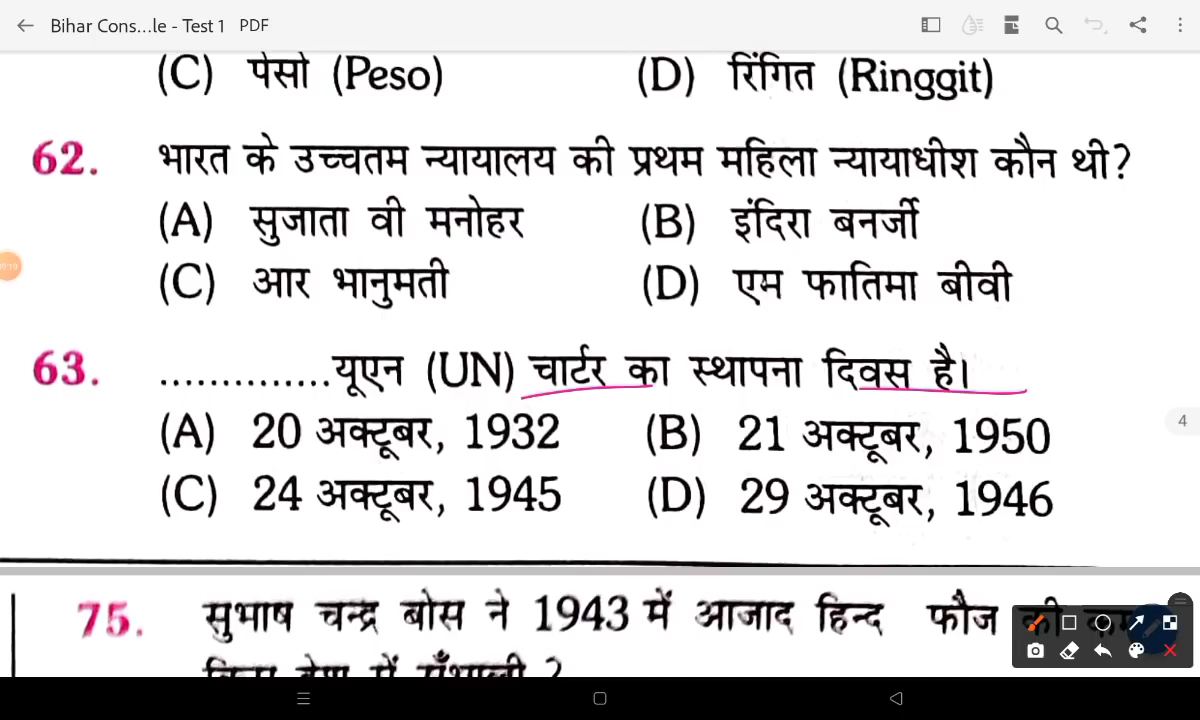 Bihar Cons...le - Test 1 PDF
(C) पेसो (Peso) (D) रिंगित (Ringgit)
62. भारत के उच्चतम न्यायालय की प्रथम महिला न्यायाधीश कौन थी?
(A) सुजाता वी मनोहर (B) इंदिरा बनर्जी
(C) आर भानुमती (D) एम फातिमा बीवी
63. ..............यूएन (UN) चार्टर का स्थापना दिवस है।
(A) 20 अक्टूबर, 1932 (B) 21 अक्टूबर, 1950
4
(C) 24 अक्टूबर, 1945 (D) 29 अक्टूबर, 1946
75. सुभाष चन्द्र बोस ने 1943 में आजाद हिन्द फौज की